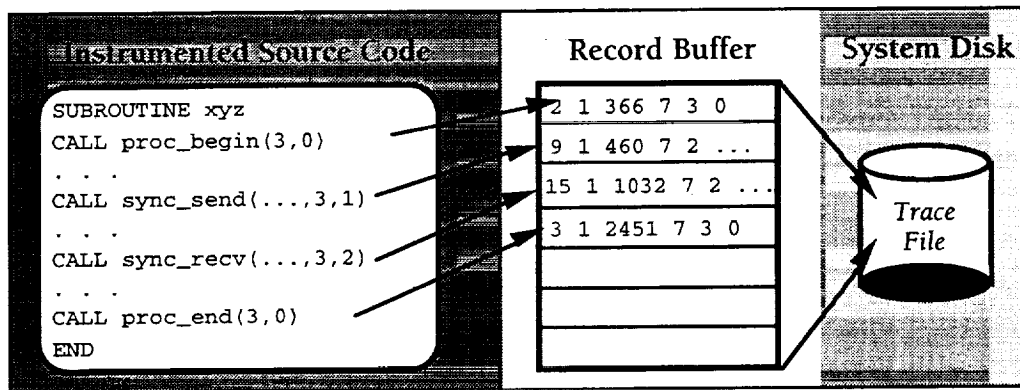 Instrumented Source Code
SUBROUTINE xyz
CALL proc_begin(3,0)
. . .
CALL sync_send(...,3,1)
. . .
CALL sync_recv(...,3,2)
. . .
CALL proc_end(3,0)
END
Record Buffer
2 1 366 7 3 0
9 1 460 7 2 ...
15 1 1032 7 2 ...
3 1 2451 7 3 0
System Disk
Trace
File